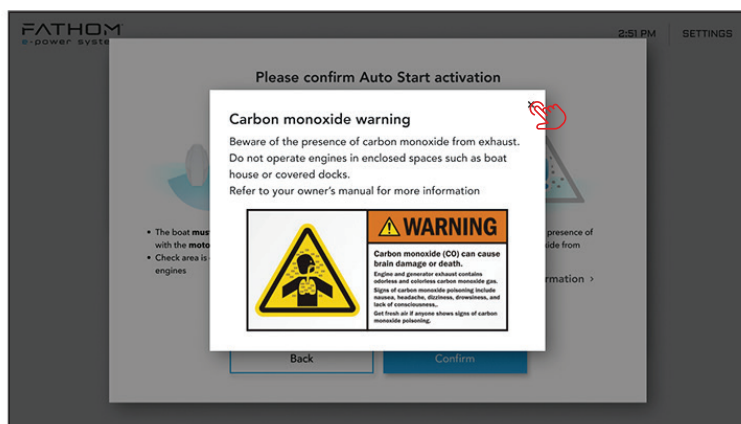 FATHOM
e-power syste
2:51 PM
SETTINGS
Please confirm Auto Start activation
Carbon monoxide warning
Beware of the presence of carbon monoxide from exhaust.
Do not operate engines in enclosed spaces such as boat
house or covered docks.
Refer to your owner's manual for more information
WARNING
Carbon monoxide (CO) can cause
brain damage or death.
Engine and generator exhaust contains
odorless and colorless carbon monoxide gas.
Signs of carbon monoxide poisoning include
nausea, headache, dizziness, drowsiness, and
lack of consciousness,.
Get fresh air if anyone shows signs of carbon
monoxide poisoning.
• The boat mus
with the moto
• Check area is
engines
presence of
ide from
rmation >
Back
Confirm